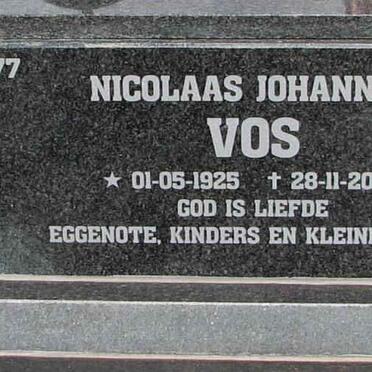 77
NICOLAAS JOHANN
VOS
★ 01-05-1925 ✝ 28-11-20
GOD IS LIEFDE
EGGENOTE, KINDERS EN KLEIN